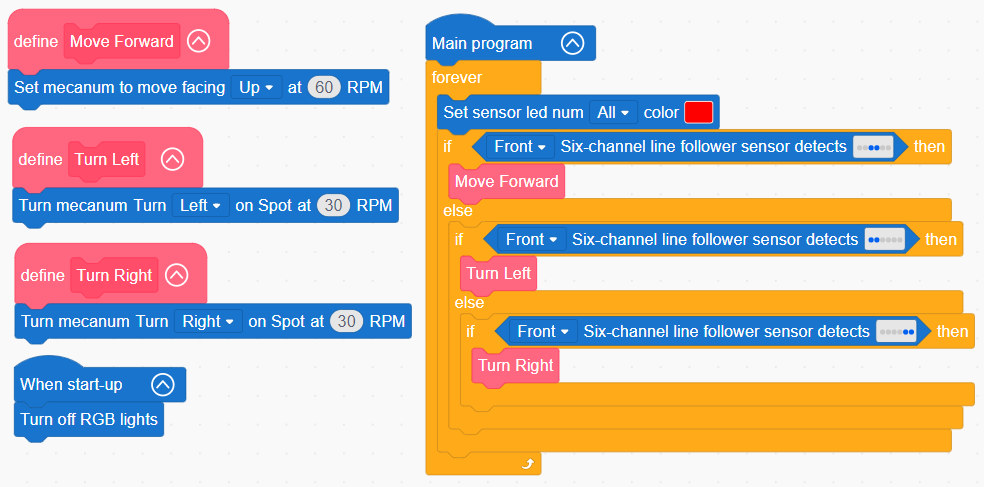 define Move Forward
Set mecanum to move facing Up at 60 RPM
define Turn Left
Turn mecanum Turn Left on Spot at 30 RPM
define Turn Right
Turn mecanum Turn Right on Spot at 30 RPM
When start-up
Turn off RGB lights
Main program
forever
Set sensor led num All color
if Front Six-channel line follower sensor detects then
Move Forward
else
if Front Six-channel line follower sensor detects then
Turn Left
else
if Front Six-channel line follower sensor detects then
Turn Right